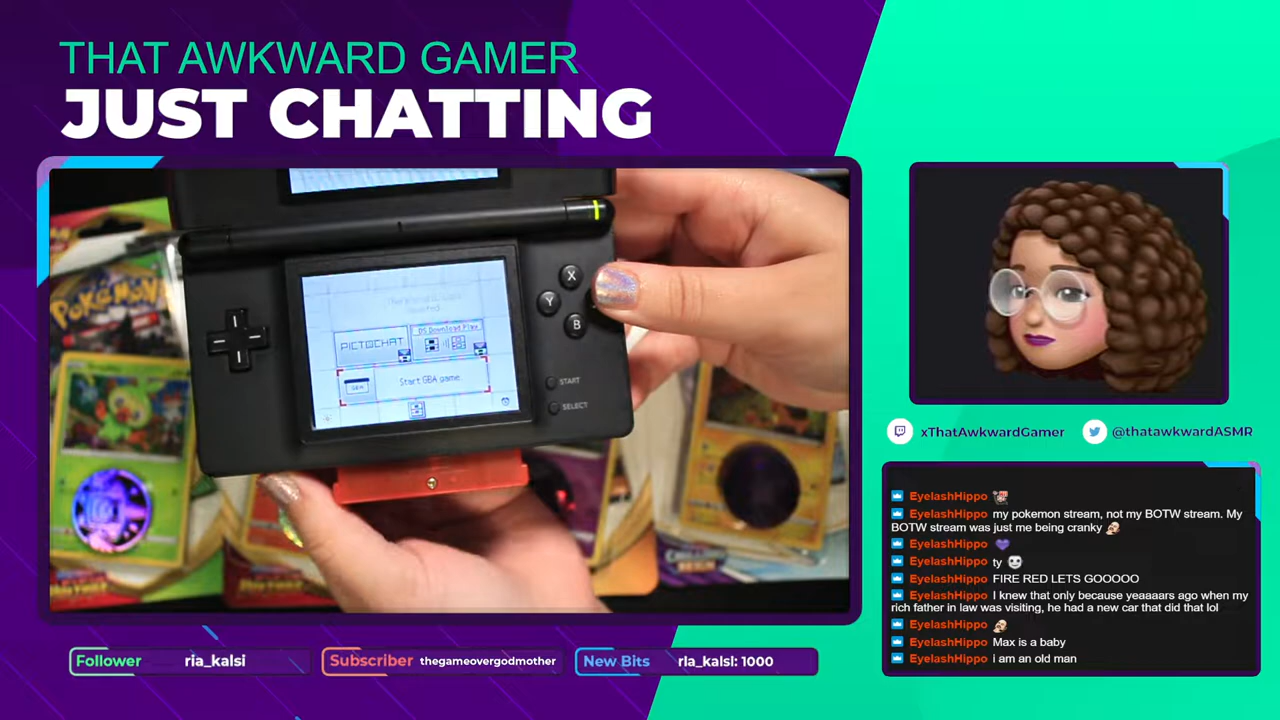 THAT AWKWARD GAMER
JUST CHATTING
POKéMON
X
Y
B
PICTOCHAT
DS Download Play
Start GBA game.
START
SELECT
xThatAwkwardGamer
@thatawkwardASMR
EyelashHippo
EyelashHippo my pokemon stream, not my BOTW stream. My
BOTW stream was just me being cranky
EyelashHippo
EyelashHippo ty
EyelashHippo FIRE RED LETS GOOOOO
EyelashHippo I knew that only because yeaaaars ago when my
rich father in law was visiting, he had a new car that did that lol
EyelashHippo
EyelashHippo Max is a baby
EyelashHippo i am an old man
Follower ria_kalsi
Subscriber thegameovergodmother
New Bits ria_kalsi: 1000